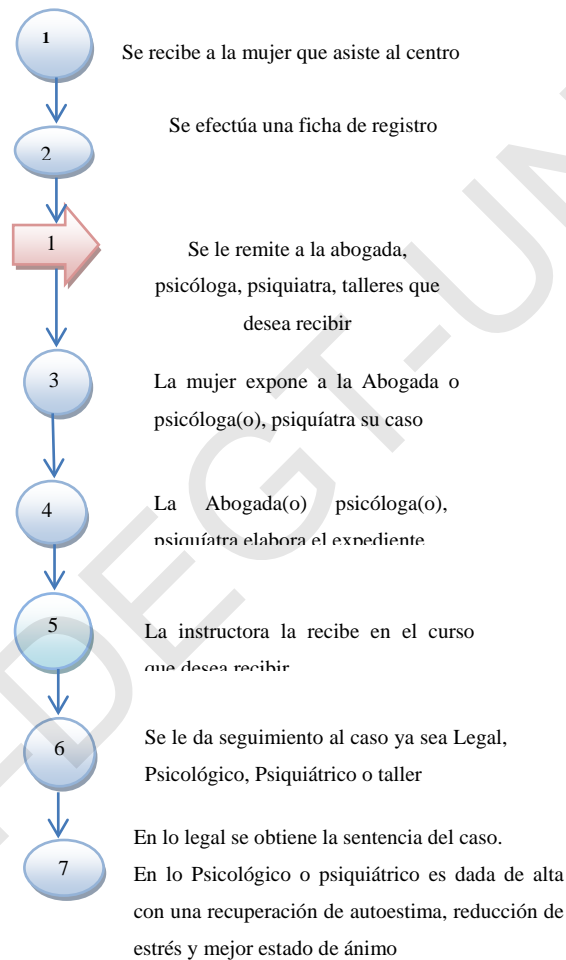 1
Se recibe a la mujer que asiste al centro
Se efectúa una ficha de registro
2
1
Se le remite a la abogada,
psicóloga, psiquiatra, talleres que
desea recibir
3
La mujer expone a la Abogada o
psicóloga(o), psiquíatra su caso
4
La Abogada(o) psicóloga(o),
psiquíatra elabora el expediente
5
La instructora la recibe en el curso
que desea recibir
6
Se le da seguimiento al caso ya sea Legal,
Psicológico, Psiquiátrico o taller
7
En lo legal se obtiene la sentencia del caso.
En lo Psicológico o psiquiátrico es dada de alta
con una recuperación de autoestima, reducción de
estrés y mejor estado de ánimo
DEGT-UN